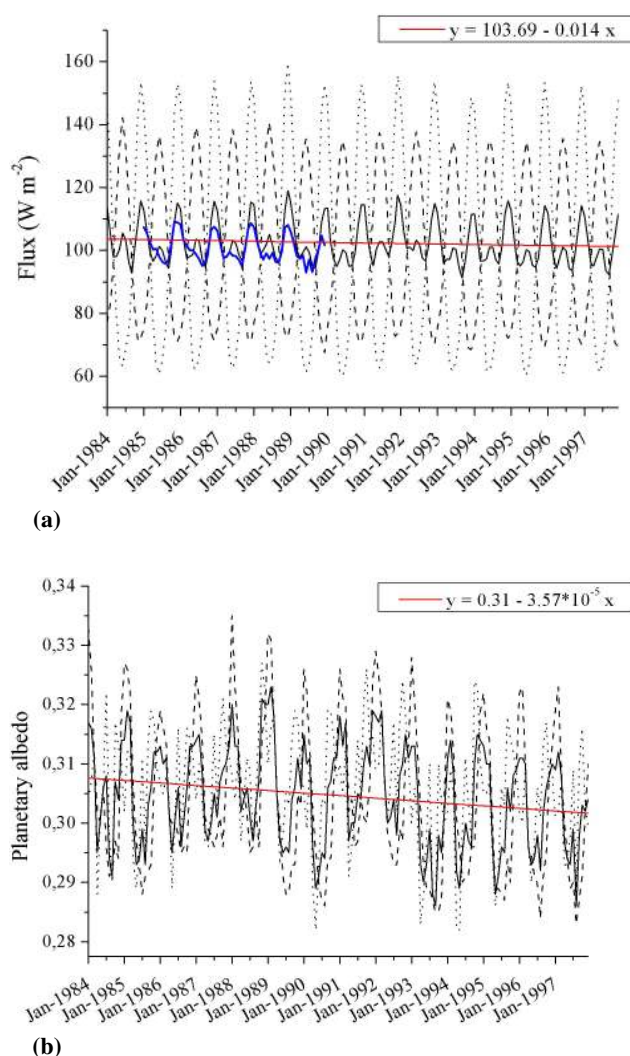 y = 103.69 - 0.014 x
160
140
120
100
80
60
Flux (W m-2)
Jan-1984
Jan-1985
Jan-1986
Jan-1987
Jan-1988
Jan-1989
Jan-1990
Jan-1991
Jan-1992
Jan-1993
Jan-1994
Jan-1995
Jan-1996
Jan-1997
(a)
y = 0.31 - 3.57*10-5 x
0,34
0,33
0,32
0,31
0,30
0,29
0,28
Planetary albedo
Jan-1984
Jan-1985
Jan-1986
Jan-1987
Jan-1988
Jan-1989
Jan-1990
Jan-1991
Jan-1992
Jan-1993
Jan-1994
Jan-1995
Jan-1996
Jan-1997
(b)